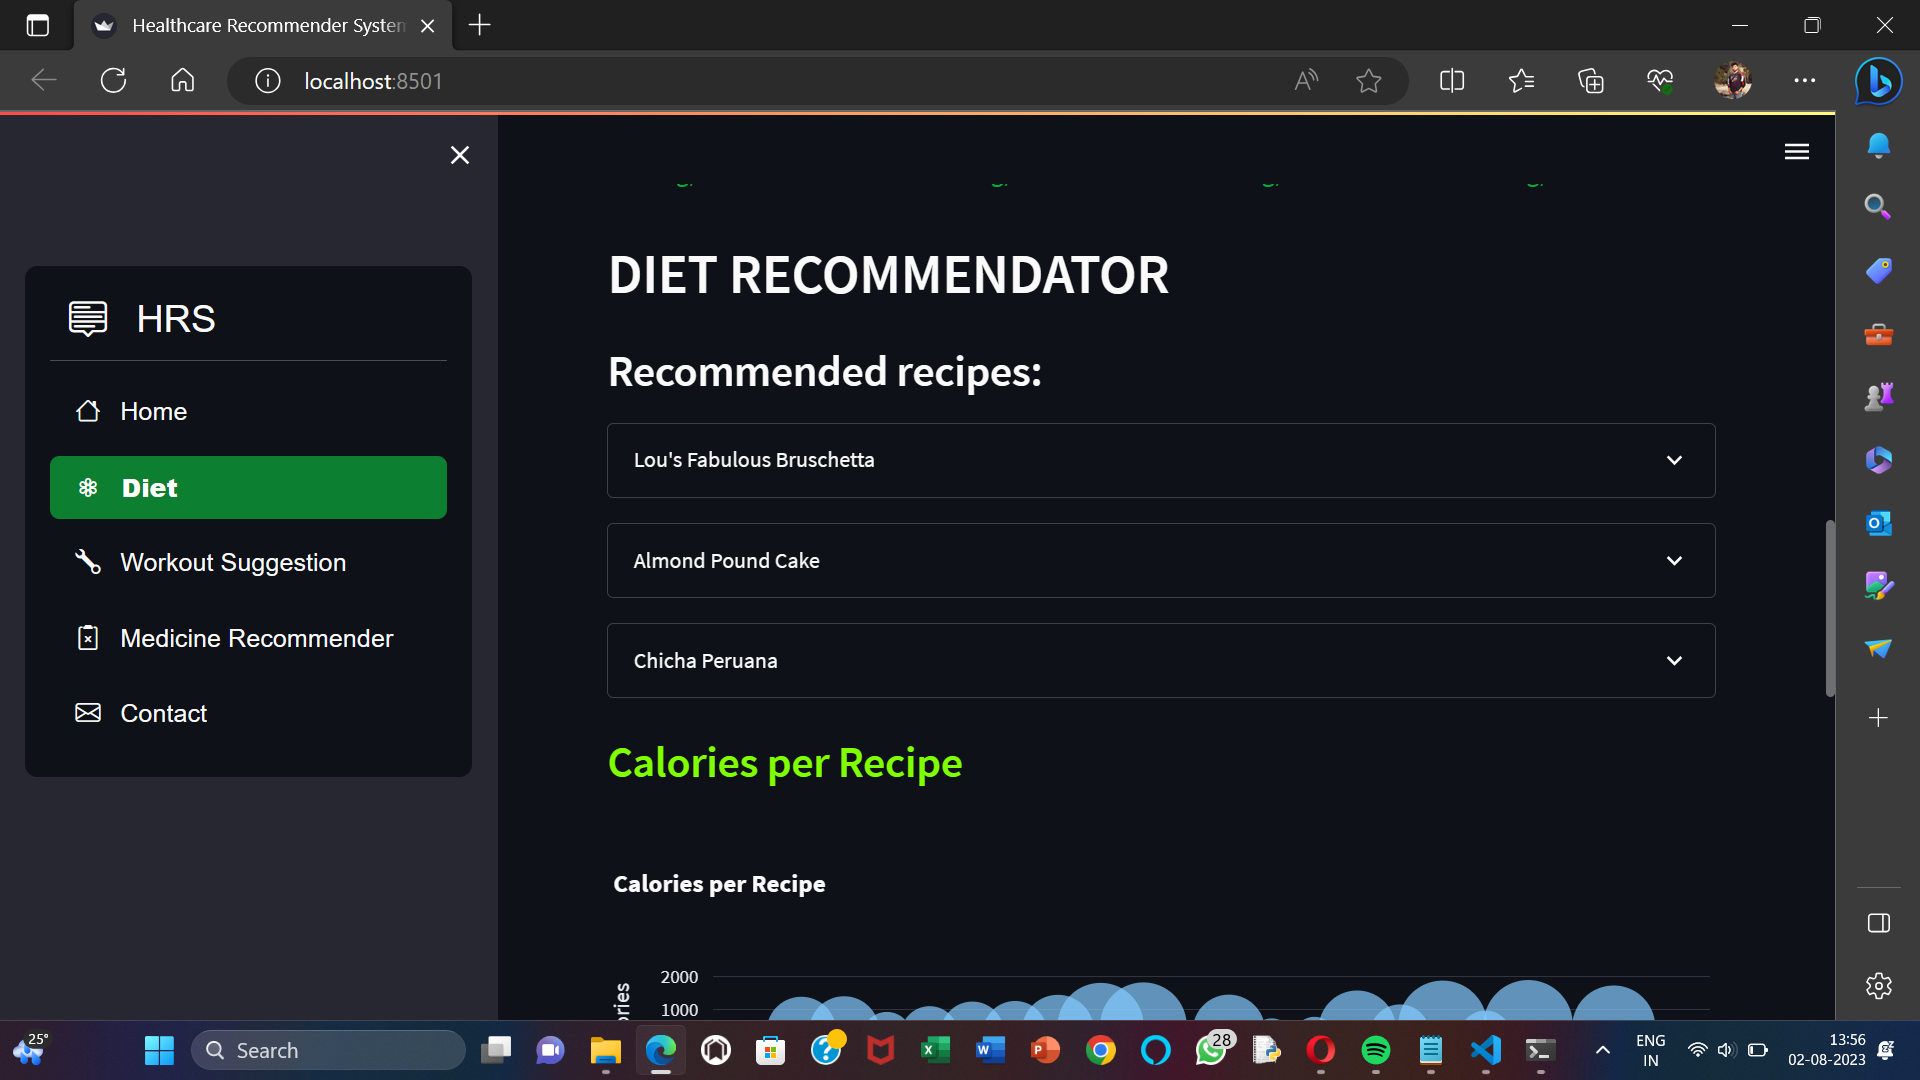 Healthcare Recommender System
localhost:8501
HRS
Home
Diet
Workout Suggestion
Medicine Recommender
Contact
DIET RECOMMENDATOR
Recommended recipes:
Lou's Fabulous Bruschetta
Almond Pound Cake
Chicha Peruana
Calories per Recipe
Calories per Recipe
2000
1000
25°
Search
28
ENG
IN
13:56
02-08-2023